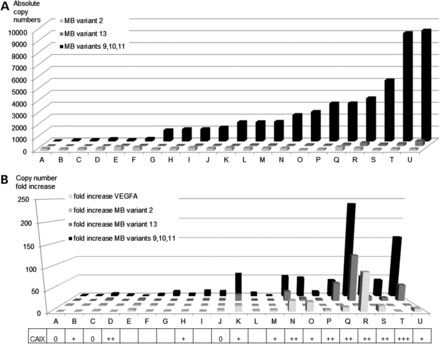 A
Absolute
copy
numbers
MB variant 2
MB variant 13
MB variants 9,10,11
10000
9000
8000
7000
6000
5000
4000
3000
2000
1000
0
A B C D E F G H I J K L M N O P Q R S T U
B
Copy number
fold increase
fold increase VEGFA
fold increase MB variant 2
fold increase MB variant 13
fold increase MB variants 9,10,11
250
200
150
100
50
0
A B C D E F G H I J K L M N O P Q R S T U
CAIX 0 + 0 ++ + 0 + + ++ + ++ ++ ++ ++ +++ +